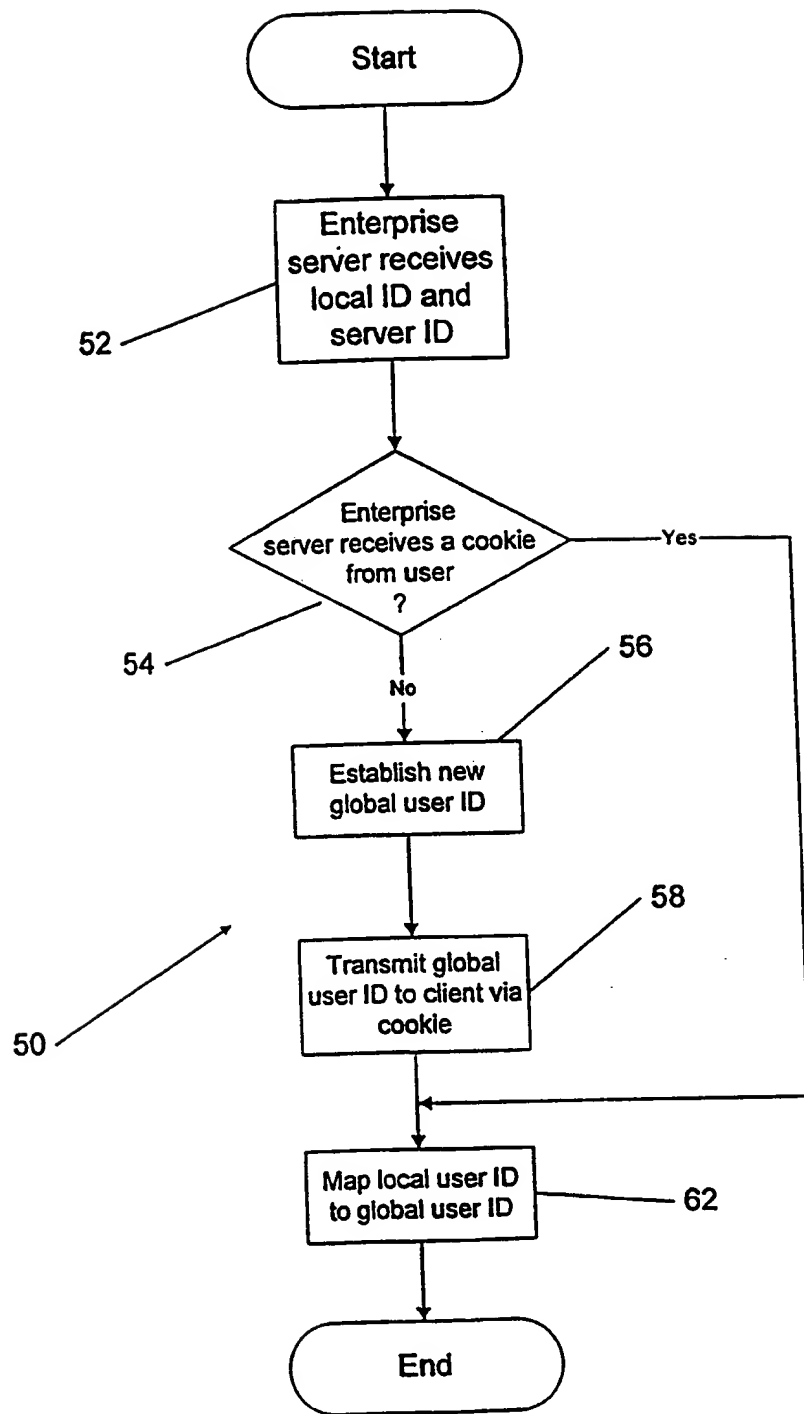 Start
Enterprise
server receives
local ID and
server ID
52
Enterprise
server receives a cookie
from user
?
Yes
54
No
56
Establish new
global user ID
58
Transmit global
user ID to client via
cookie
50
Map local user ID
to global user ID
62
End